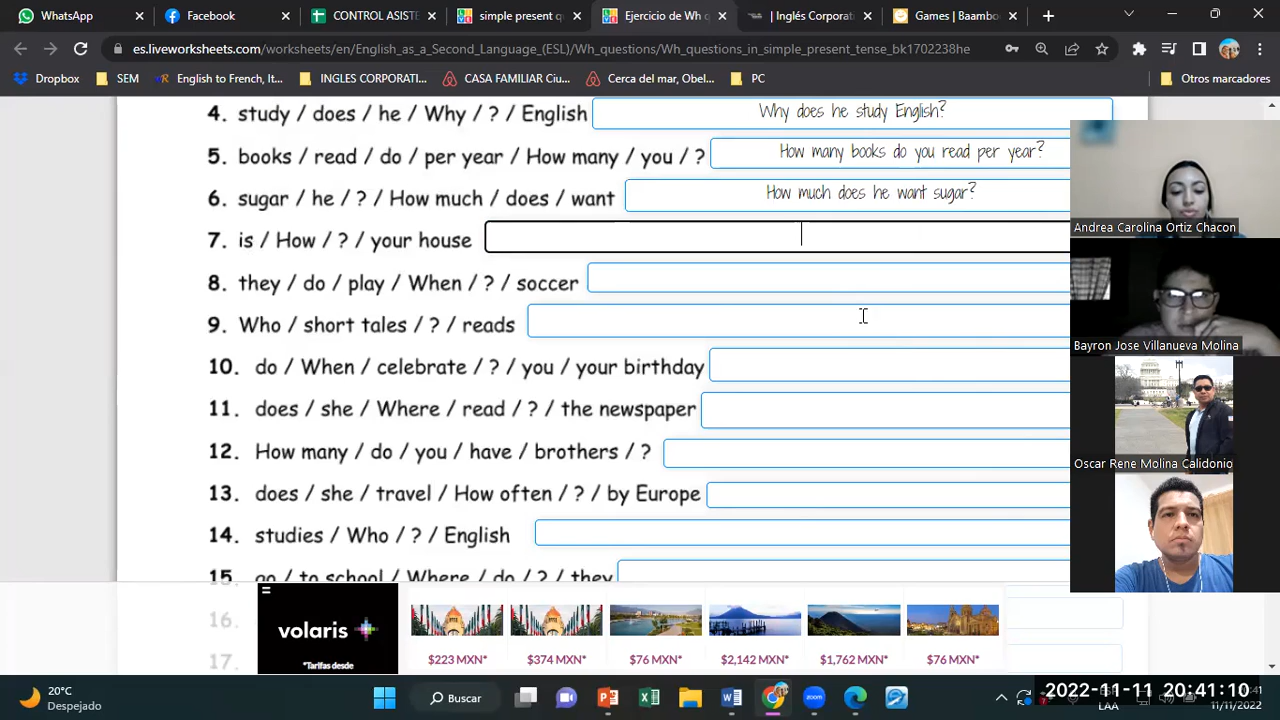 WhatsApp
Facebook
CONTROL ASIST
simple present q
Ejercicio de Wh q
Inglés Corporat
Games | Baamboo
es.liveworksheets.com/worksheets/en/English_as_a_Second_Language_(ESL)/Wh_questions/Wh_questions_in_simple_present_tense_bk1702238he
Dropbox
SEM
English to French, It...
INGLES CORPORATI...
CASA FAMILIAR Ciu...
Cerca del mar, Obel...
PC
Otros marcadores
4. study / does / he / Why / ? / English
Why does he study English?
5. books / read / do / per year / How many / you / ?
How many books do you read per year?
6. sugar / he / ? / How much / does / want
How much does he want sugar?
7. is / How / ? / your house
8. they / do / play / When / ? / soccer
9. Who / short tales / ? / reads
10. do / When / celebrate / ? / you / your birthday
11. does / she / Where / read / ? / the newspaper
12. How many / do / you / have / brothers / ?
13. does / she / travel / How often / ? / by Europe
14. studies / Who / ? / English
15. go / to school / Where / do / ? / they
16.
17.
Andrea Carolina Ortiz Chacon
Bayron Jose Villanueva Molina
Oscar Rene Molina Calidonio
volaris
*Tarifas desde
$223 MXN*
$374 MXN*
$76 MXN*
$2,142 MXN*
$1,762 MXN*
$76 MXN*
20°C
Despejado
Buscar
2022-11-11 20:41:10
LAA
11/11/2022